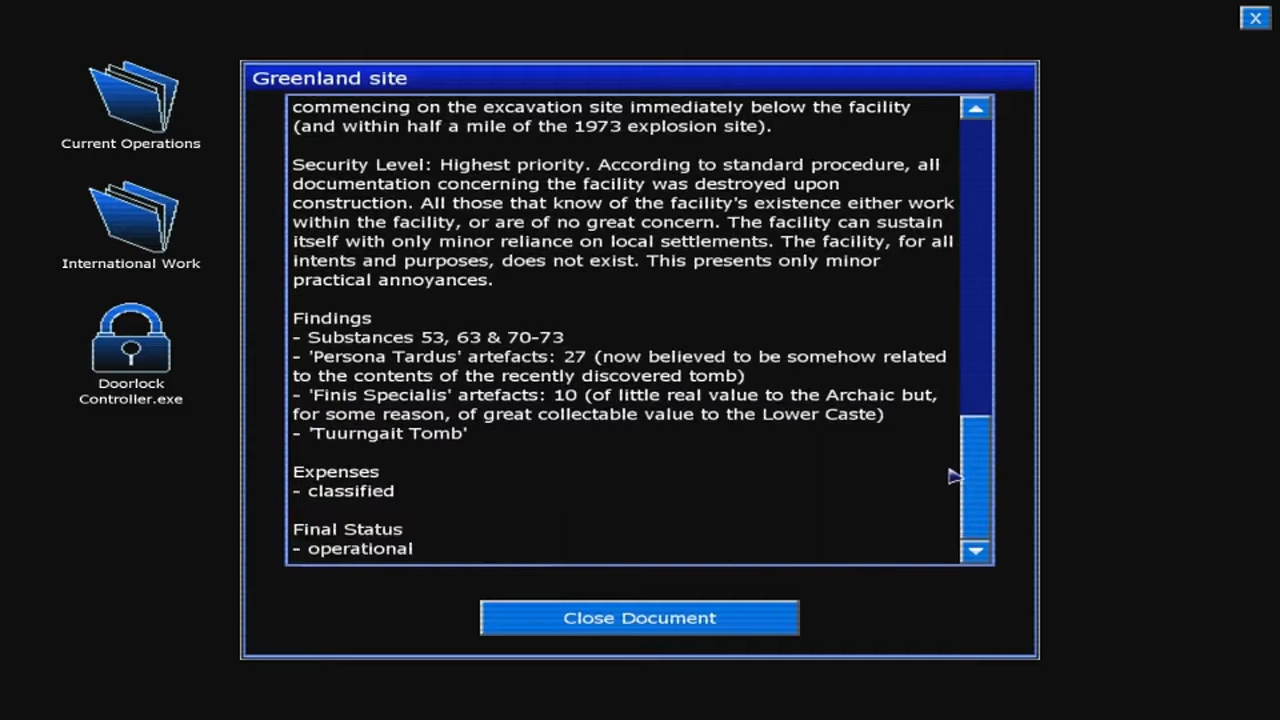 X
Greenland site
commencing on the excavation site immediately below the facility
(and within half a mile of the 1973 explosion site).
Security Level: Highest priority. According to standard procedure, all
documentation concerning the facility was destroyed upon
construction. All those that know of the facility's existence either work
within the facility, or are of no great concern. The facility can sustain
itself with only minor reliance on local settlements. The facility, for all
intents and purposes, does not exist. This presents only minor
practical annoyances.
Findings
- Substances 53, 63 & 70-73
- 'Persona Tardus' artefacts: 27 (now believed to be somehow related
to the contents of the recently discovered tomb)
- 'Finis Specialis' artefacts: 10 (of little real value to the Archaic but,
for some reason, of great collectable value to the Lower Caste)
- 'Tuurngait Tomb'
Expenses
- classified
Final Status
- operational
Close Document
Current Operations
International Work
Doorlock
Controller.exe